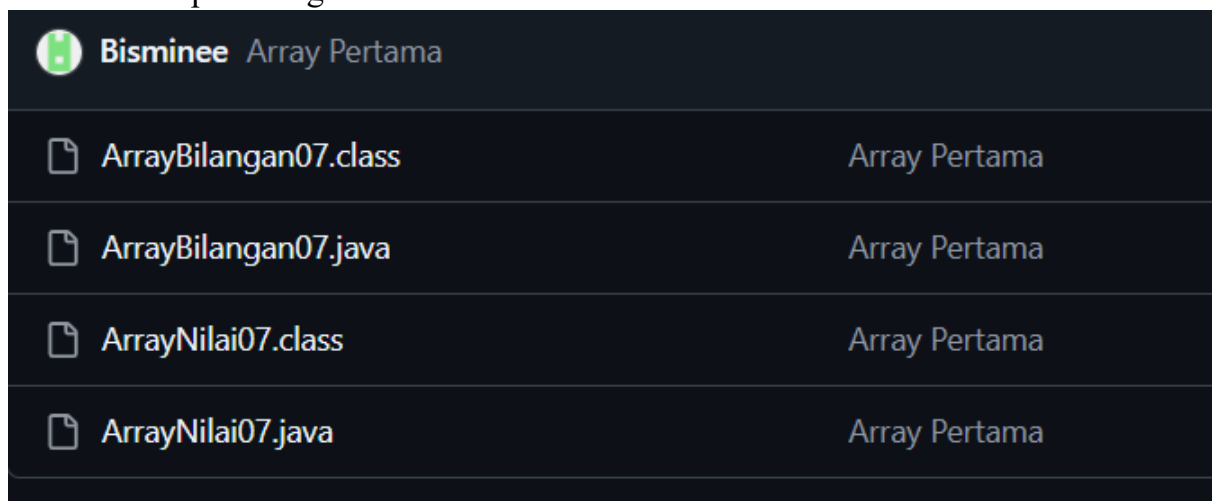 Bisminee Array Pertama
ArrayBilangan07.class Array Pertama
ArrayBilangan07.java Array Pertama
ArrayNilai07.class Array Pertama
ArrayNilai07.java Array Pertama